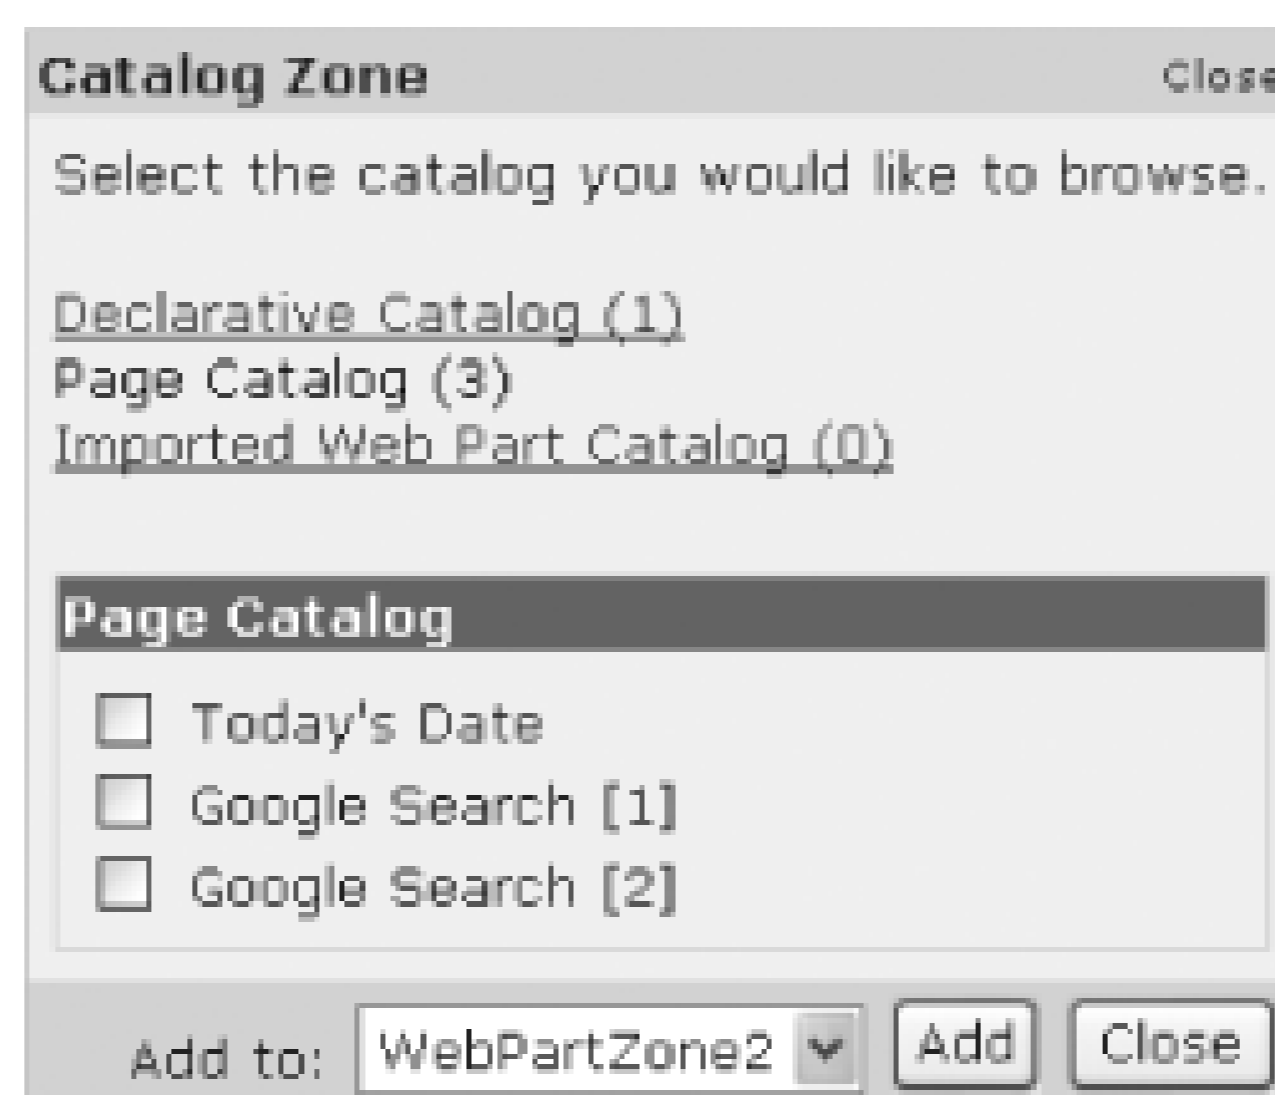 Catalog Zone Close
Select the catalog you would like to browse.
Declarative Catalog (1)
Page Catalog (3)
Imported Web Part Catalog (0)
Page Catalog
Today's Date
Google Search [1]
Google Search [2]
Add to: WebPartZone2 Add Close